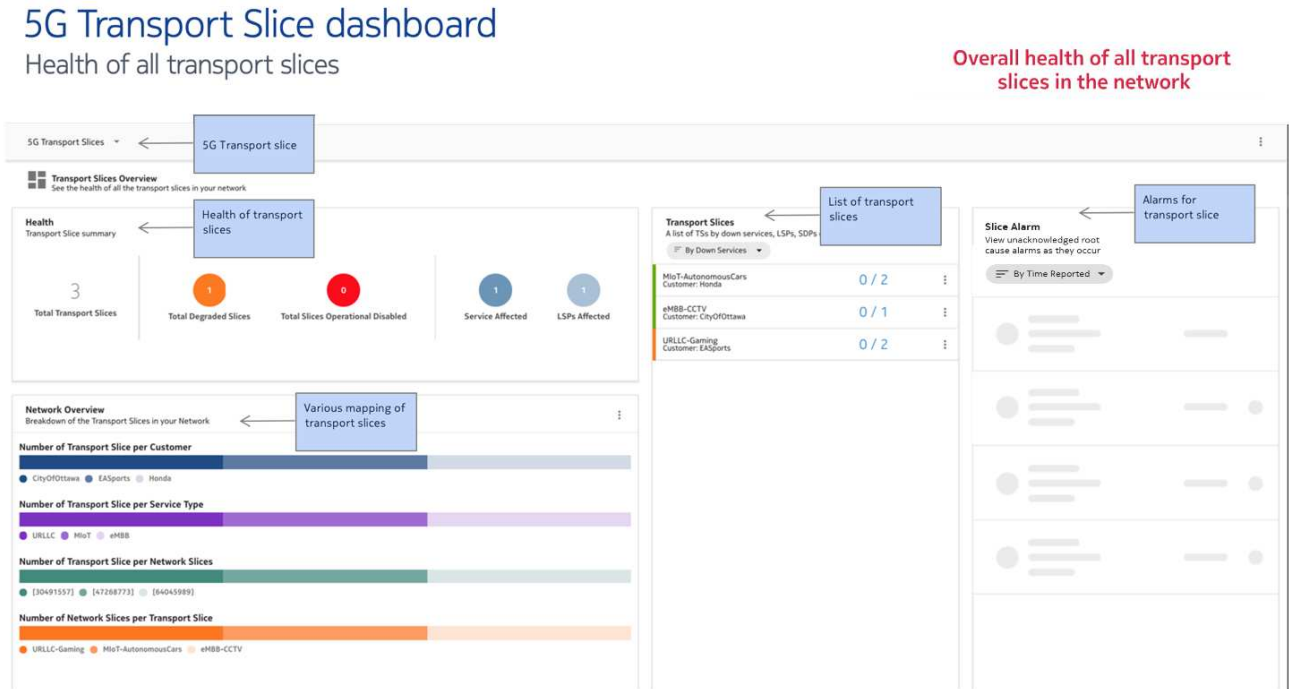 5G Transport Slice dashboard
Health of all transport slices
Overall health of all transport
slices in the network
5G Transport Slices
5G Transport slice
Transport Slices Overview
See the health of all the transport slices in your network
Health
Transport Slice summary
Health of transport
slices
3
Total Transport Slices
1
Total Degraded Slices
0
Total Slices Operational Disabled
1
Service Affected
1
LSPs Affected
Network Overview
Breakdown of the Transport Slices in your Network
Various mapping of
transport slices
Number of Transport Slice per Customer
CityOfOttawa EASports Honda
Number of Transport Slice per Service Type
URLLC MIoT eMBB
Number of Transport Slice per Network Slices
[30491557] [47268773] [64045989]
Number of Network Slices per Transport Slice
URLLC-Gaming MIoT-AutonomousCars eMBB-CCTV
Transport Slices
A list of TSs by down services, LSPs, SDPs
List of transport
slices
By Down Services
MIoT-AutonomousCars
Customer: Honda
0 / 2
eMBB-CCTV
Customer: CityOfOttawa
0 / 1
URLLC-Gaming
Customer: EASports
0 / 2
Slice Alarm
View unacknowledged root
cause alarms as they occur
Alarms for
transport slice
By Time Reported